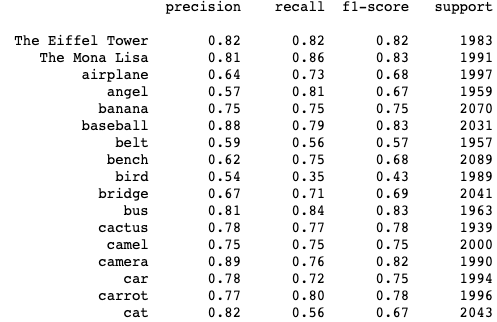 precision recall f1-score support
The Eiffel Tower 0.82 0.82 0.82 1983
The Mona Lisa 0.81 0.86 0.83 1991
airplane 0.64 0.73 0.68 1997
angel 0.57 0.81 0.67 1959
banana 0.75 0.75 0.75 2070
baseball 0.88 0.79 0.83 2031
belt 0.59 0.56 0.57 1957
bench 0.62 0.75 0.68 2089
bird 0.54 0.35 0.43 1989
bridge 0.67 0.71 0.69 2041
bus 0.81 0.84 0.83 1963
cactus 0.78 0.77 0.78 1939
camel 0.75 0.75 0.75 2000
camera 0.89 0.76 0.82 1990
car 0.78 0.72 0.75 1994
carrot 0.77 0.80 0.78 1996
cat 0.82 0.56 0.67 2043